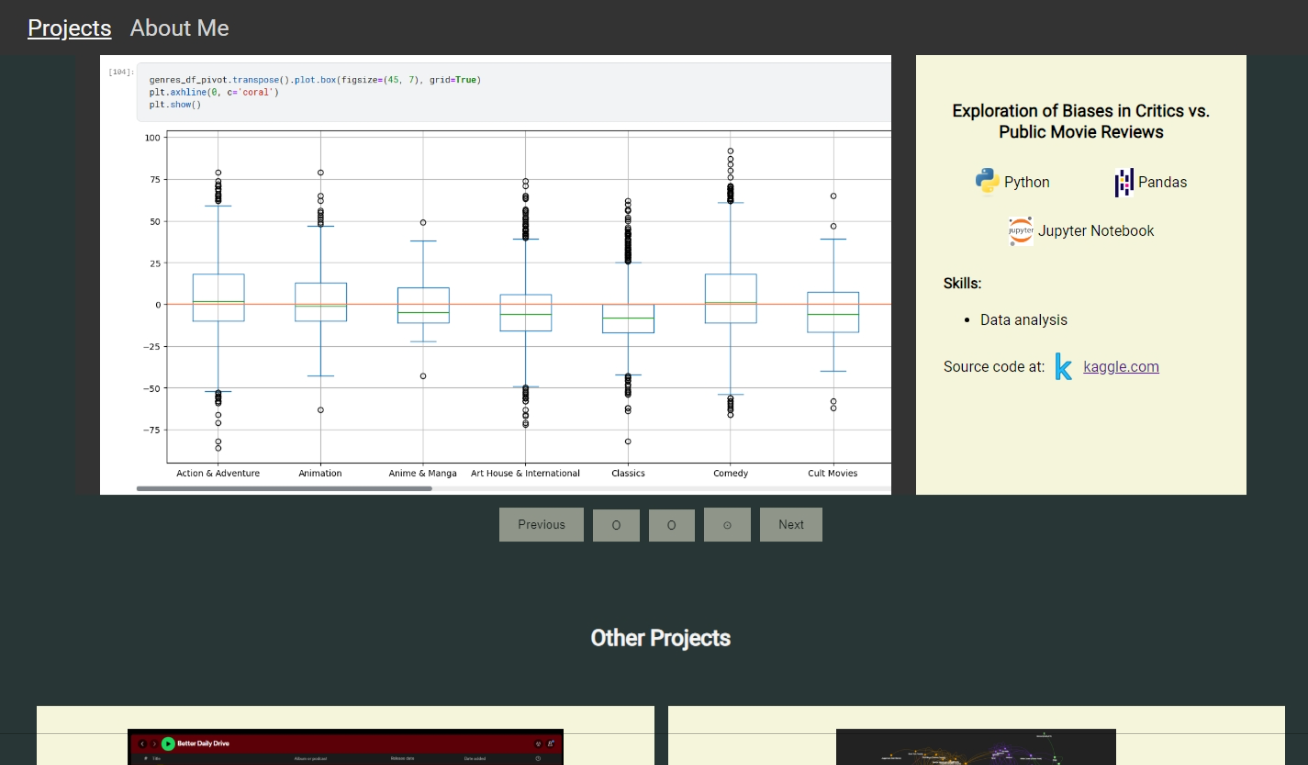 Projects About Me
[104]:
genres_df_pivot.transpose().plot.box(figsize=(45, 7), grid=True)
plt.axhline(0, c='coral')
plt.show()
100
75
50
25
0
−25
−50
−75
Action & Adventure Animation Anime & Manga Art House & International Classics Comedy Cult Movies
Exploration of Biases in Critics vs.
Public Movie Reviews
Python Pandas
jupyter Jupyter Notebook
Skills:
• Data analysis
Source code at: k kaggle.com
Previous O O ⊙ Next
Other Projects
Better Daily Drive
# Title Album or podcast Release date Date added